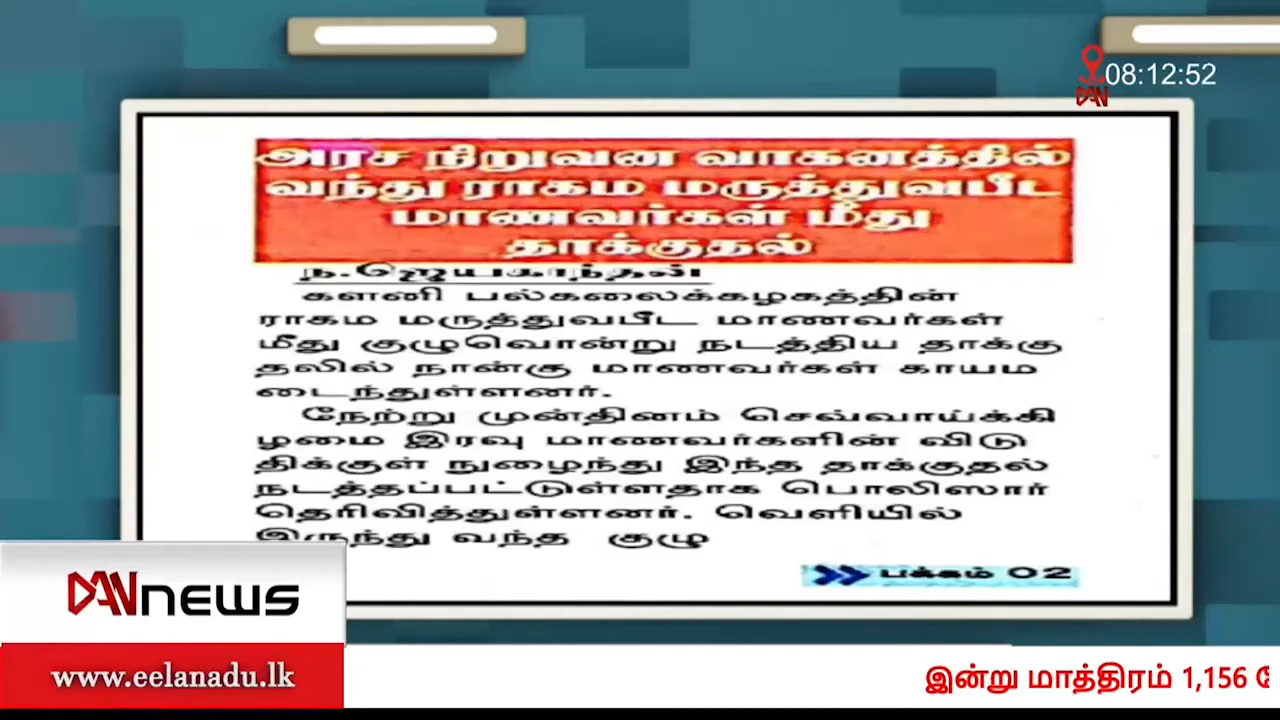 08:12:52
DAN
அரச நிறுவன வாகனத்தில்
வந்து ராகம மருத்துவபீட
மாணவர்கள் மீது
தாக்குதல்
ந.ஜெயகாந்தன்
களனி பல்கலைக்கழகத்தின்
ராகம மருத்துவபீட மாணவர்கள்
மீது குழுவொன்று நடத்திய தாக்கு
தலில் நான்கு மாணவர்கள் காயம
டைந்துள்ளனர்.
நேற்று முன்தினம் செவ்வாய்க்கி
ழமை இரவு மாணவர்களின் விடு
திக்குள் நுழைந்து இந்த தாக்குதல்
நடத்தப்பட்டுள்ளதாக பொலிஸார்
தெரிவித்துள்ளனர். வெளியில்
இருந்து வந்த குழு
பக்கம் 02
DAN news
www.eelanadu.lk
இன்று மாத்திரம் 1,156